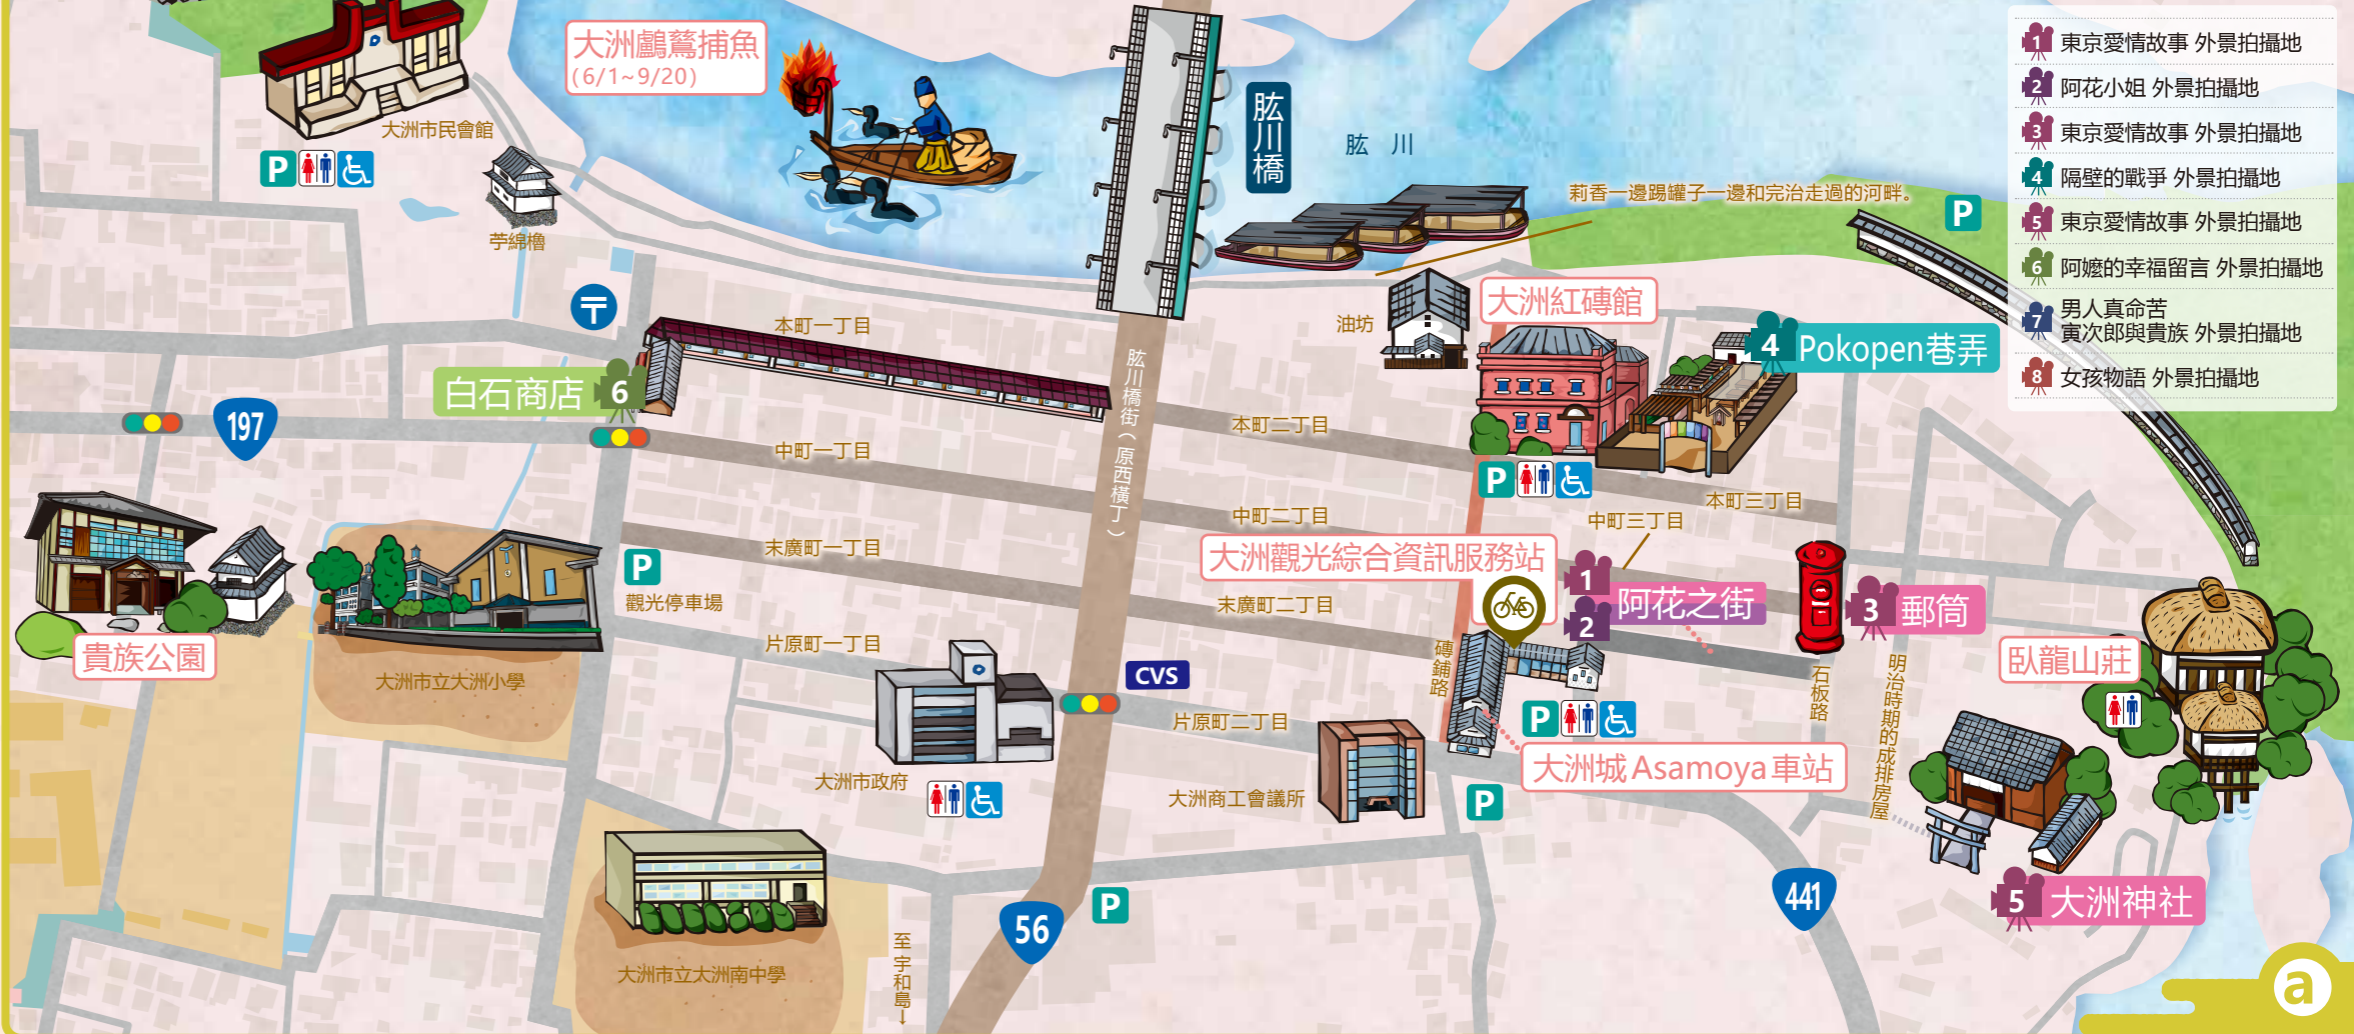 大洲鸕鶿捕魚
(6/1~9/20)
大洲市民會館
P
苧綿櫓
肱川橋
肱 川
莉香一邊踢罐子一邊和完治走過的河畔。
P
1 東京愛情故事 外景拍攝地
2 阿花小姐 外景拍攝地
3 東京愛情故事 外景拍攝地
4 隔壁的戰爭 外景拍攝地
5 東京愛情故事 外景拍攝地
6 阿嬤的幸福留言 外景拍攝地
7 男人真命苦
寅次郎與貴族 外景拍攝地
8 女孩物語 外景拍攝地
〒
本町一丁目
油坊
大洲紅磚館
4 Pokopen巷弄
白石商店 6
肱川橋街（原西橫丁）
197
中町一丁目
本町二丁目
P
本町三丁目
中町二丁目
中町三丁目
末廣町一丁目
大洲觀光綜合資訊服務站
P
觀光停車場
末廣町二丁目
1
2
阿花之街
3 郵筒
片原町一丁目
貴族公園
大洲市立大洲小學
CVS
磚鋪路
石板路
明治時期的成排房屋
臥龍山莊
片原町二丁目
P
大洲城Asamoya車站
大洲市政府
大洲商工會議所
P
P
56
441
5 大洲神社
大洲市立大洲南中學
至宇和島↓
a